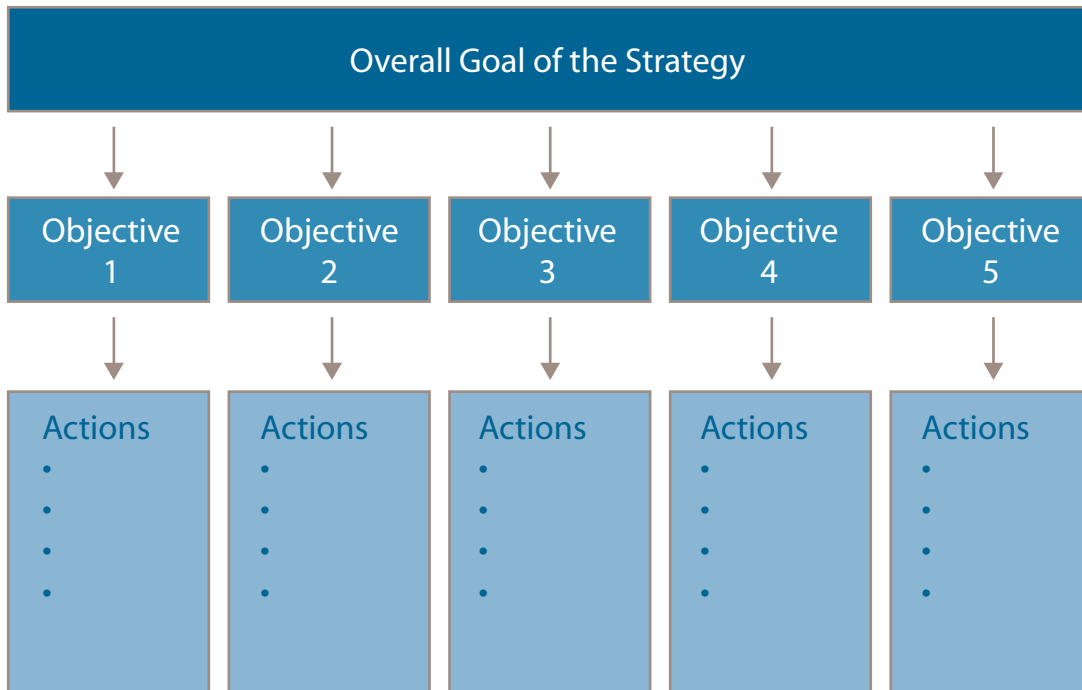 Overall Goal of the Strategy
Objective
1
Objective
2
Objective
3
Objective
4
Objective
5
Actions
•
•
•
•
Actions
•
•
•
•
Actions
•
•
•
•
Actions
•
•
•
•
Actions
•
•
•
•